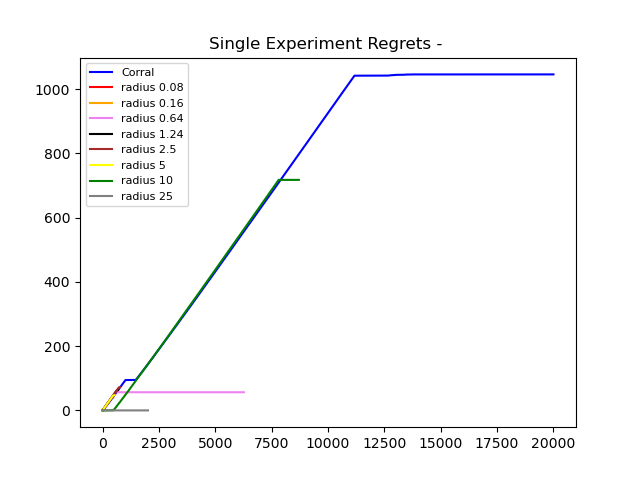 Single Experiment Regrets -
Corral
radius 0.08
radius 0.16
radius 0.64
radius 1.24
radius 2.5
radius 5
radius 10
radius 25
1000
800
600
400
200
0
0 2500 5000 7500 10000 12500 15000 17500 20000